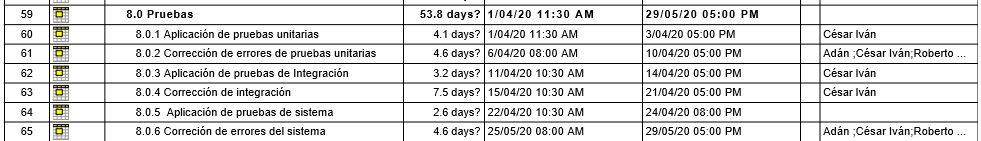 59 8.0 Pruebas 53.8 days? 1/04/20 11:30 AM 29/05/20 05:00 PM
60 8.0.1 Aplicación de pruebas unitarias 4.1 days? 1/04/20 11:30 AM 3/04/20 05:00 PM César Iván
61 8.0.2 Corrección de errores de pruebas unitarias 4.6 days? 6/04/20 08:00 AM 10/04/20 05:00 PM Adán ;César Iván;Roberto ...
62 8.0.3 Aplicación de pruebas de Integración 3.2 days? 11/04/20 10:30 AM 14/04/20 05:00 PM César Iván
63 8.0.4 Corrección de integración 7.5 days? 15/04/20 10:30 AM 21/04/20 05:00 PM César Iván
64 8.0.5 Aplicación de pruebas de sistema 2.6 days? 22/04/20 10:30 AM 24/04/20 08:00 PM
65 8.0.6 Correción de errores del sistema 4.6 days? 25/05/20 08:00 AM 29/05/20 05:00 PM Adán ;César Iván;Roberto ...